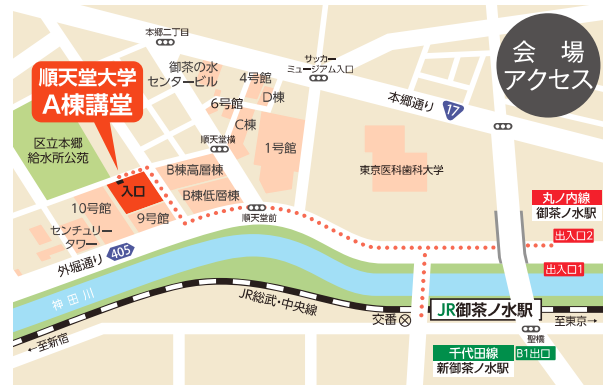 会場
アクセス
本郷二丁目
サッカー
ミュージアム入口
御茶の水
センタービル
4号館
D棟
6号館
C棟
本郷通り 17
順天堂大学
A棟講堂
順天堂横
1号館
区立本郷
給水所公苑
東京医科歯科大学
B棟高層棟
入口
B棟低層棟
丸ノ内線
御茶ノ水駅
10号館
9号館
順天堂前
センチュリー
タワー
出入口2
外堀通り 405
出入口1
神田川
JR総武・中央線
JR御茶ノ水駅
交番
至東京→
聖橋
←至新宿
千代田線 B1出口
新御茶ノ水駅